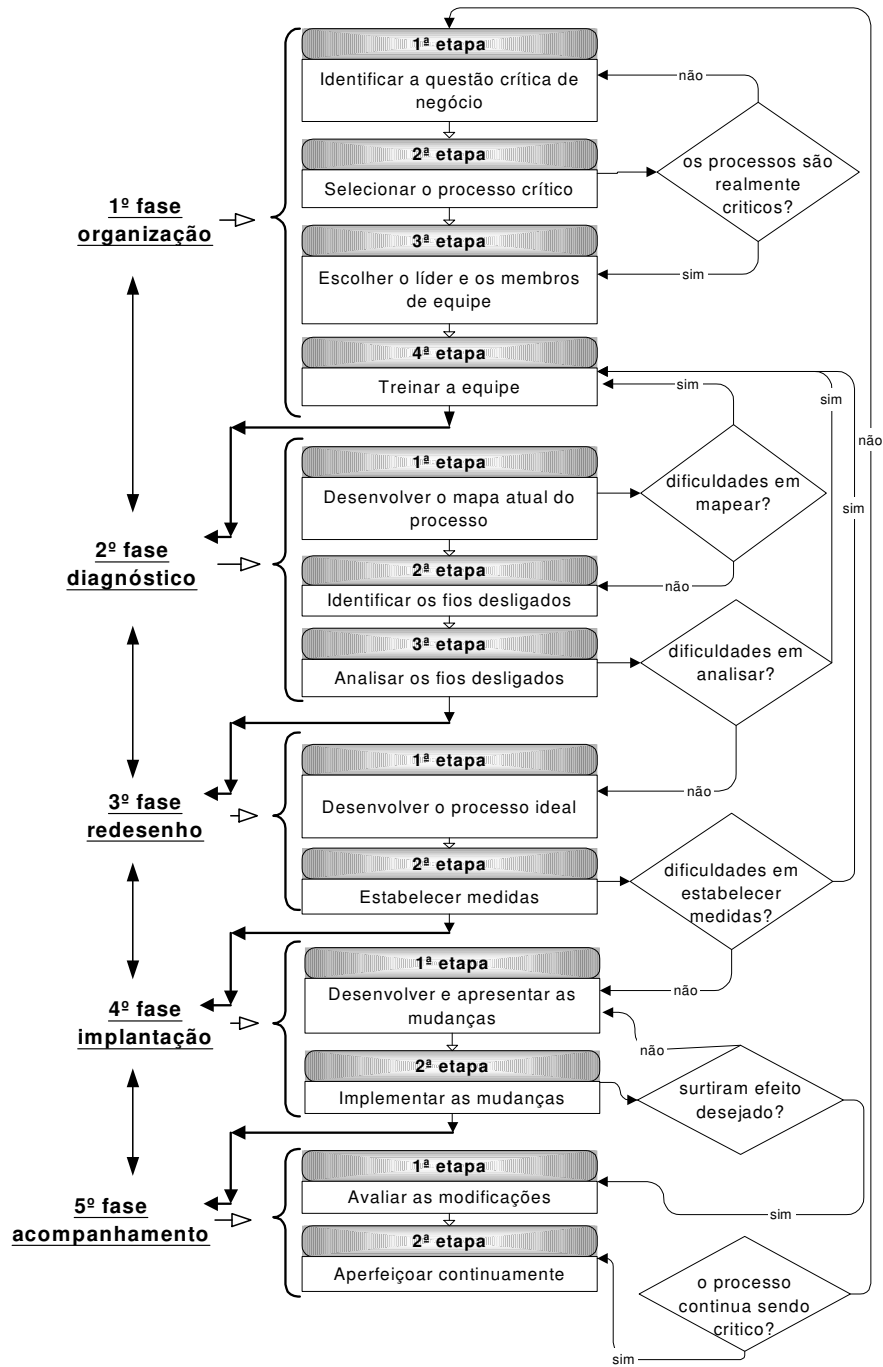 1ª etapa
Identificar a questão crítica de
negócio
não
2ª etapa
Selecionar o processo crítico
os processos são
realmente
criticos?
1º fase
organização
3ª etapa
Escolher o líder e os membros
de equipe
sim
4ª etapa
Treinar a equipe
sim
sim
não
1ª etapa
Desenvolver o mapa atual do
processo
dificuldades em
mapear?
sim
2º fase
diagnóstico
2ª etapa
Identificar os fios desligados
não
3ª etapa
Analisar os fios desligados
dificuldades em
analisar?
1ª etapa
Desenvolver o processo ideal
não
3º fase
redesenho
2ª etapa
Estabelecer medidas
dificuldades em
estabelecer
medidas?
1ª etapa
Desenvolver e apresentar as
mudanças
não
4º fase
implantação
não
2ª etapa
Implementar as mudanças
surtiram efeito
desejado?
1ª etapa
Avaliar as modificações
sim
5º fase
acompanhamento
2ª etapa
Aperfeiçoar continuamente
o processo
continua sendo
critico?
sim